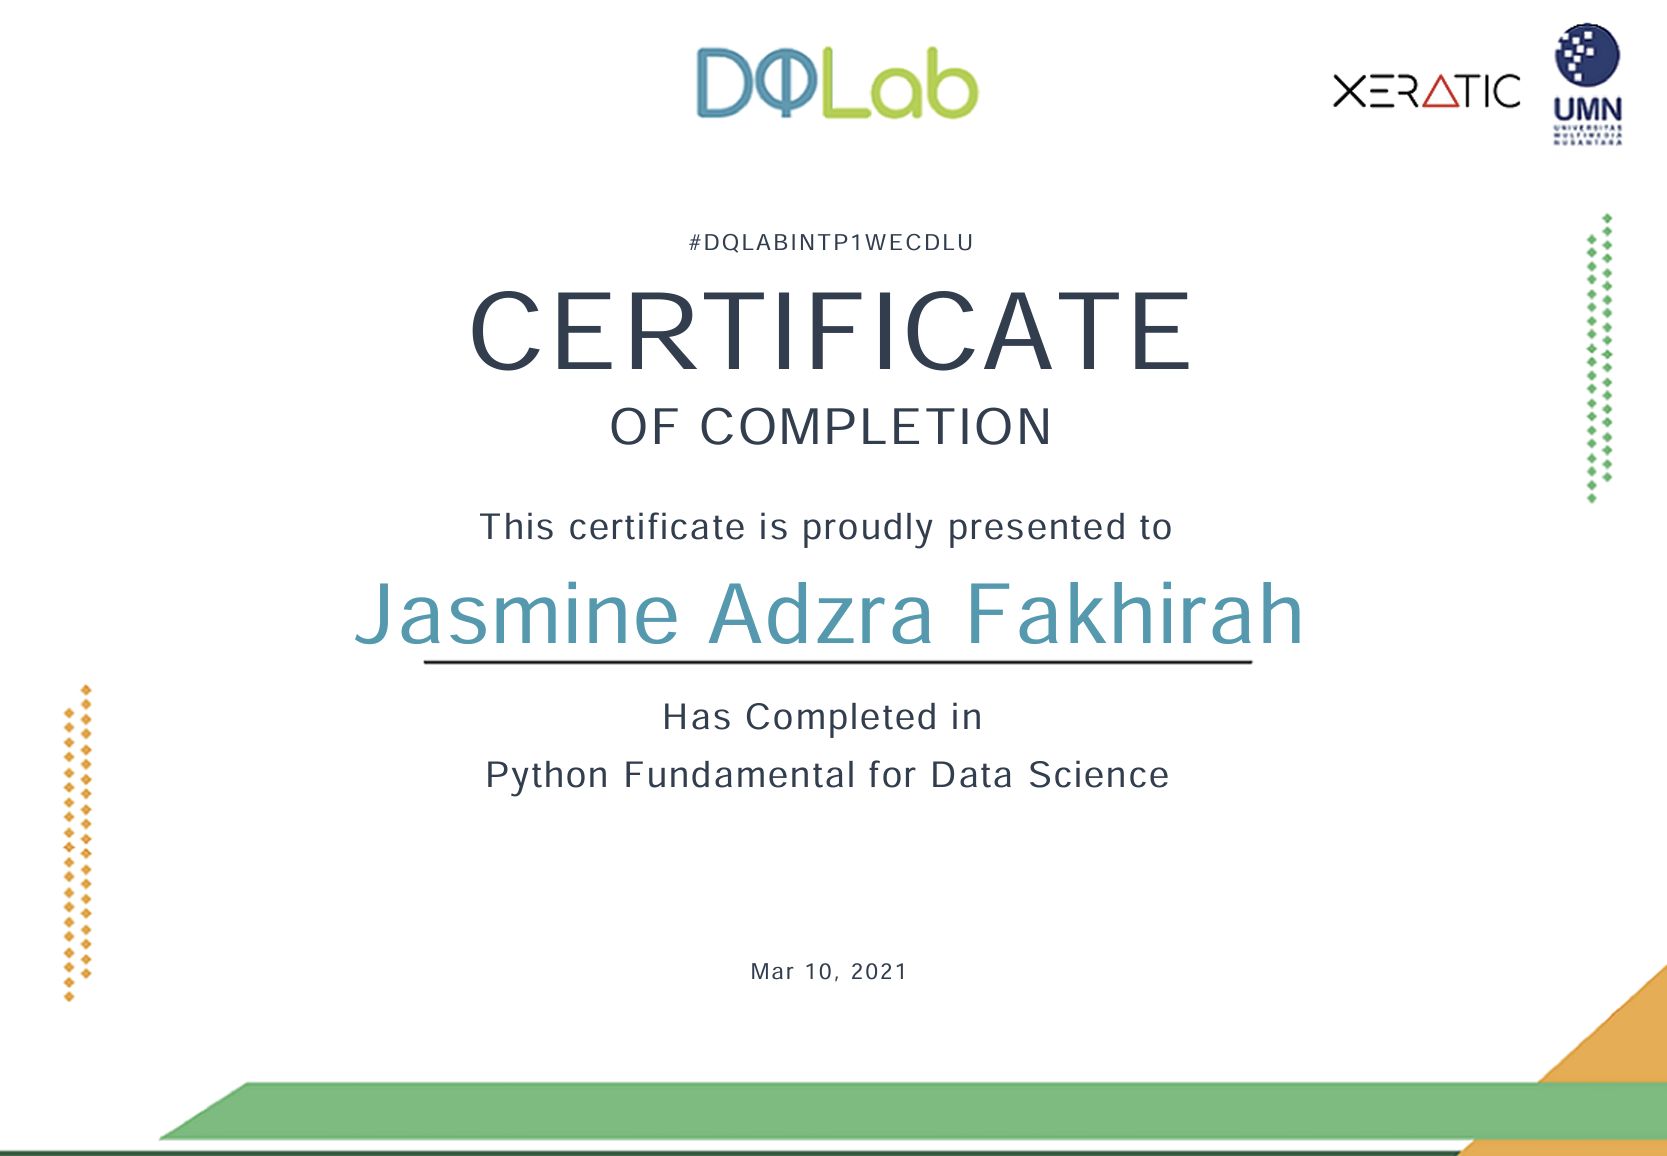 DQLab
XERATIC
UMN
UNIVERSITAS
MULTIMEDIA
NUSANTARA
#DQLABINTP1WECDLU
CERTIFICATE
OF COMPLETION
This certificate is proudly presented to
Jasmine Adzra Fakhirah
Has Completed in
Python Fundamental for Data Science
Mar 10, 2021